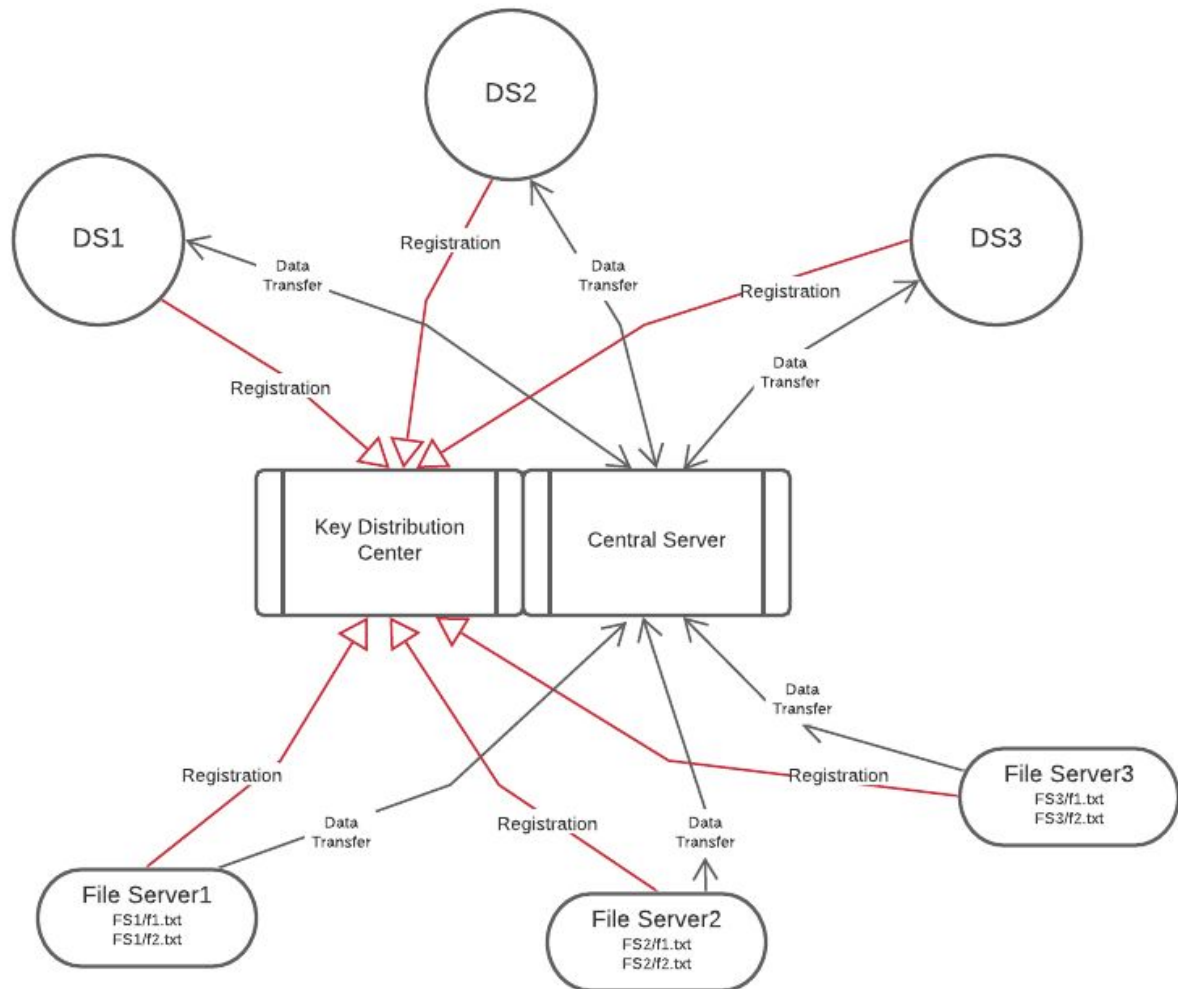 DS2
DS1
DS3
Registration
Data
Transfer
Data
Transfer
Registration
Registration
Data
Transfer
Key Distribution
Center
Central Server
Data
Transfer
Registration
Registration
File Server3
FS3/f1.txt
FS3/f2.txt
Data
Transfer
Registration
Data
Transfer
File Server1
FS1/f1.txt
FS1/f2.txt
File Server2
FS2/f1.txt
FS2/f2.txt